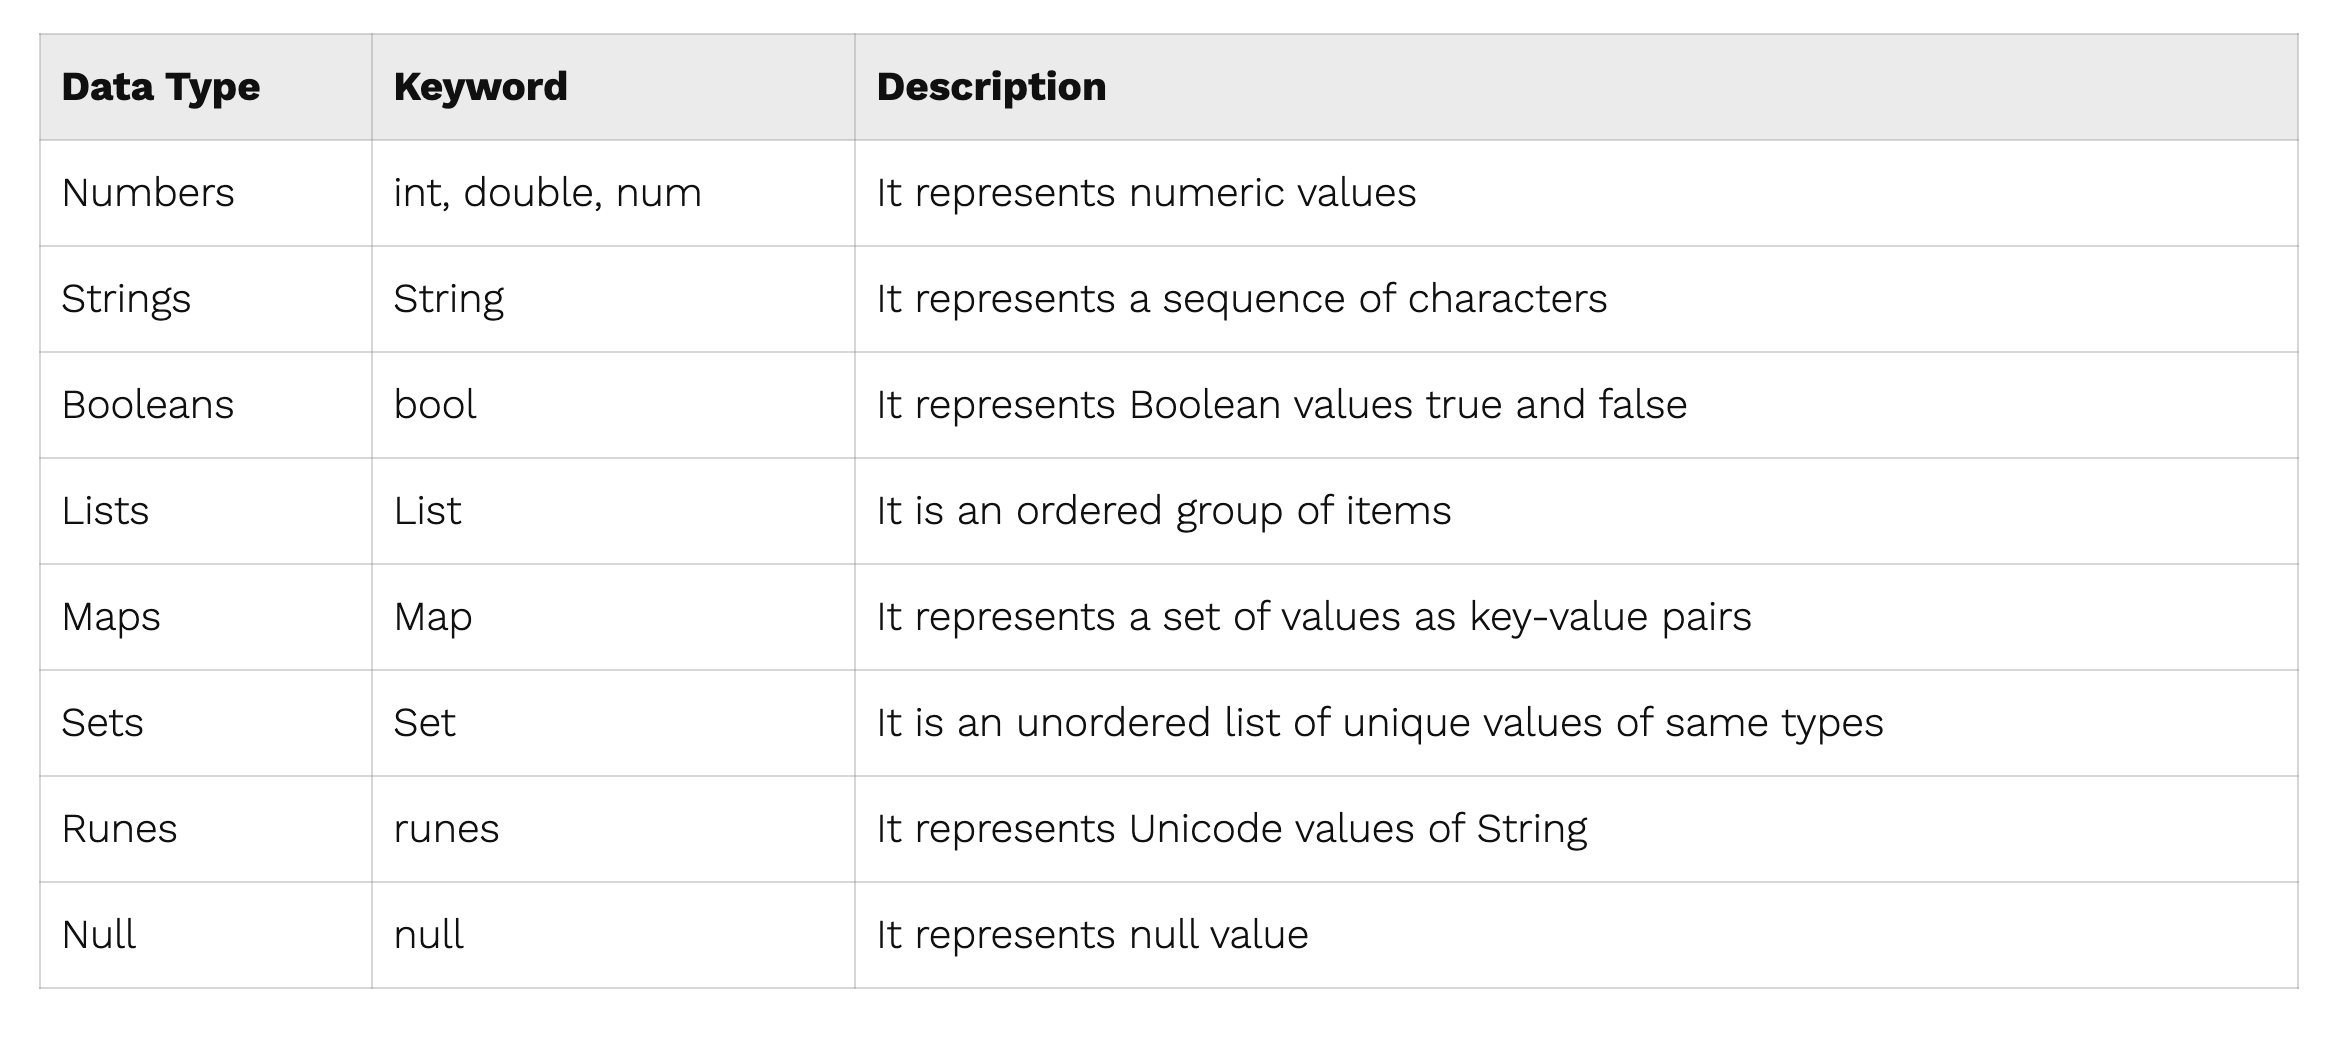 Data Type Keyword Description
Numbers int, double, num It represents numeric values
Strings String It represents a sequence of characters
Booleans bool It represents Boolean values true and false
Lists List It is an ordered group of items
Maps Map It represents a set of values as key-value pairs
Sets Set It is an unordered list of unique values of same types
Runes runes It represents Unicode values of String
Null null It represents null value